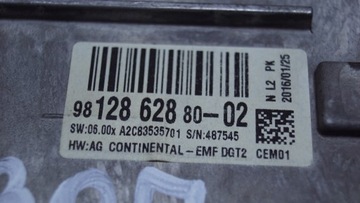 N L2 PK
2016/01/25
98 128 628 80-02
SW:06.00x A2C83535701 S/N:487545
HW:AG CONTINENTAL-EMF DGT2 CEM01